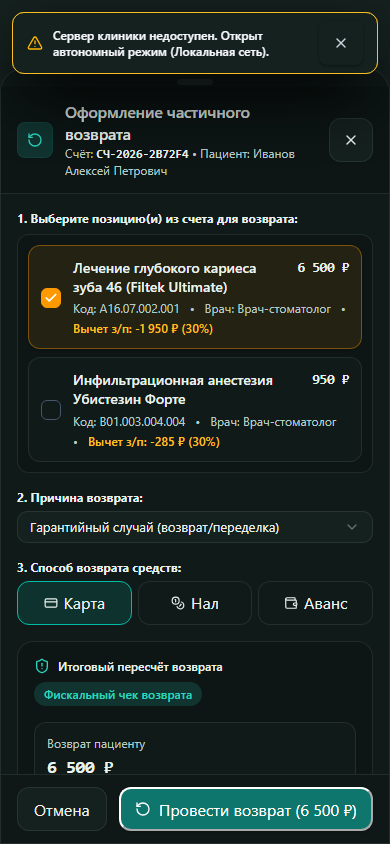 Сервер клиники недоступен. Открыт
автономный режим (Локальная сеть).
Оформление частичного
возврата
Счёт: СЧ-2026-2B72F4 • Пациент: Иванов
Алексей Петрович
1. Выберите позицию(и) из счета для возврата:
Лечение глубокого кариеса
зуба 46 (Filtek Ultimate)
6 500 ₽
Код: A16.07.002.001 • Врач: Врач-стоматолог •
Вычет з/п: -1 950 ₽ (30%)
Инфильтрационная анестезия
Убистезин Форте
950 ₽
Код: B01.003.004.004 • Врач: Врач-стоматолог
• Вычет з/п: -285 ₽ (30%)
2. Причина возврата:
Гарантийный случай (возврат/переделка)
3. Способ возврата средств:
Карта
Нал
Аванс
Итоговый пересчёт возврата
Фискальный чек возврата
Возврат пациенту
6 500 ₽
Отмена
Провести возврат (6 500 ₽)